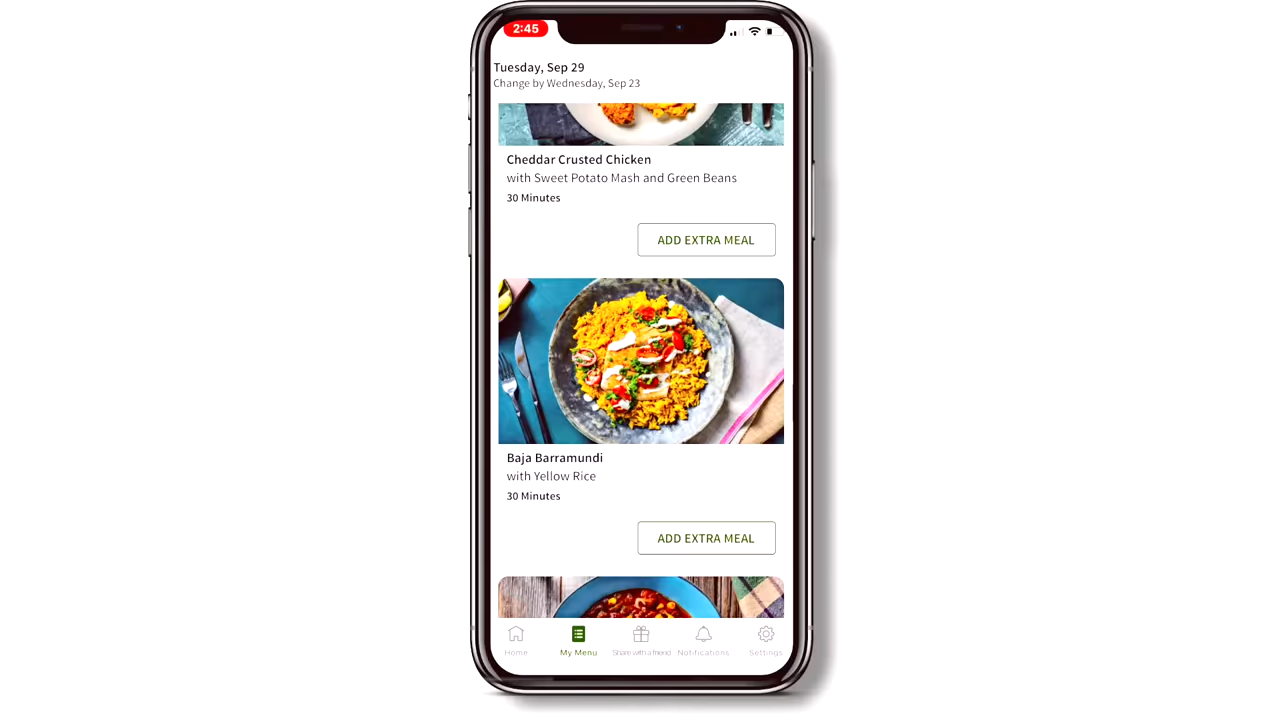 2:45
Tuesday, Sep 29
Change by Wednesday, Sep 23
Cheddar Crusted Chicken
with Sweet Potato Mash and Green Beans
30 Minutes
ADD EXTRA MEAL
Baja Barramundi
with Yellow Rice
30 Minutes
ADD EXTRA MEAL
Home My Menu Share with a friend Notifications Settings